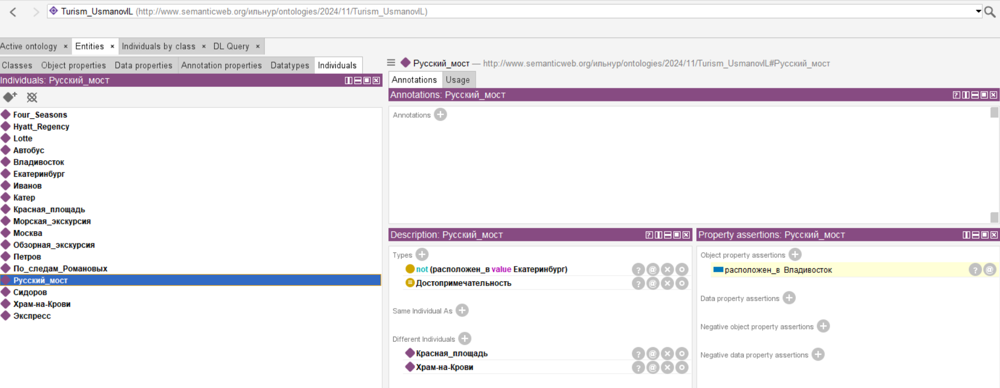 Turism_UsmanovIL (http://www.semanticweb.org/ильнур/ontologies/2024/11/Turism_UsmanovIL)
Active ontology × Entities × Individuals by class × DL Query ×
Classes Object properties Data properties Annotation properties Datatypes Individuals
Individuals: Русский_мост
Four_Seasons
Hyatt_Regency
Lotte
Автобус
Владивосток
Екатеринбург
Иванов
Катер
Красная_площадь
Морская_экскурсия
Москва
Обзорная_экскурсия
Петров
По_следам_Романовых
Русский_мост
Сидоров
Храм-на-Крови
Экспресс
Русский_мост — http://www.semanticweb.org/ильнур/ontologies/2024/11/Turism_UsmanovIL#Русский_мост
Annotations Usage
Annotations: Русский_мост
Annotations
Description: Русский_мост
Types
not (расположен_в value Екатеринбург)
Достопримечательность
Same Individual As
Different Individuals
Красная_площадь
Храм-на-Крови
Property assertions: Русский_мост
Object property assertions
расположен_в Владивосток
Data property assertions
Negative object property assertions
Negative data property assertions